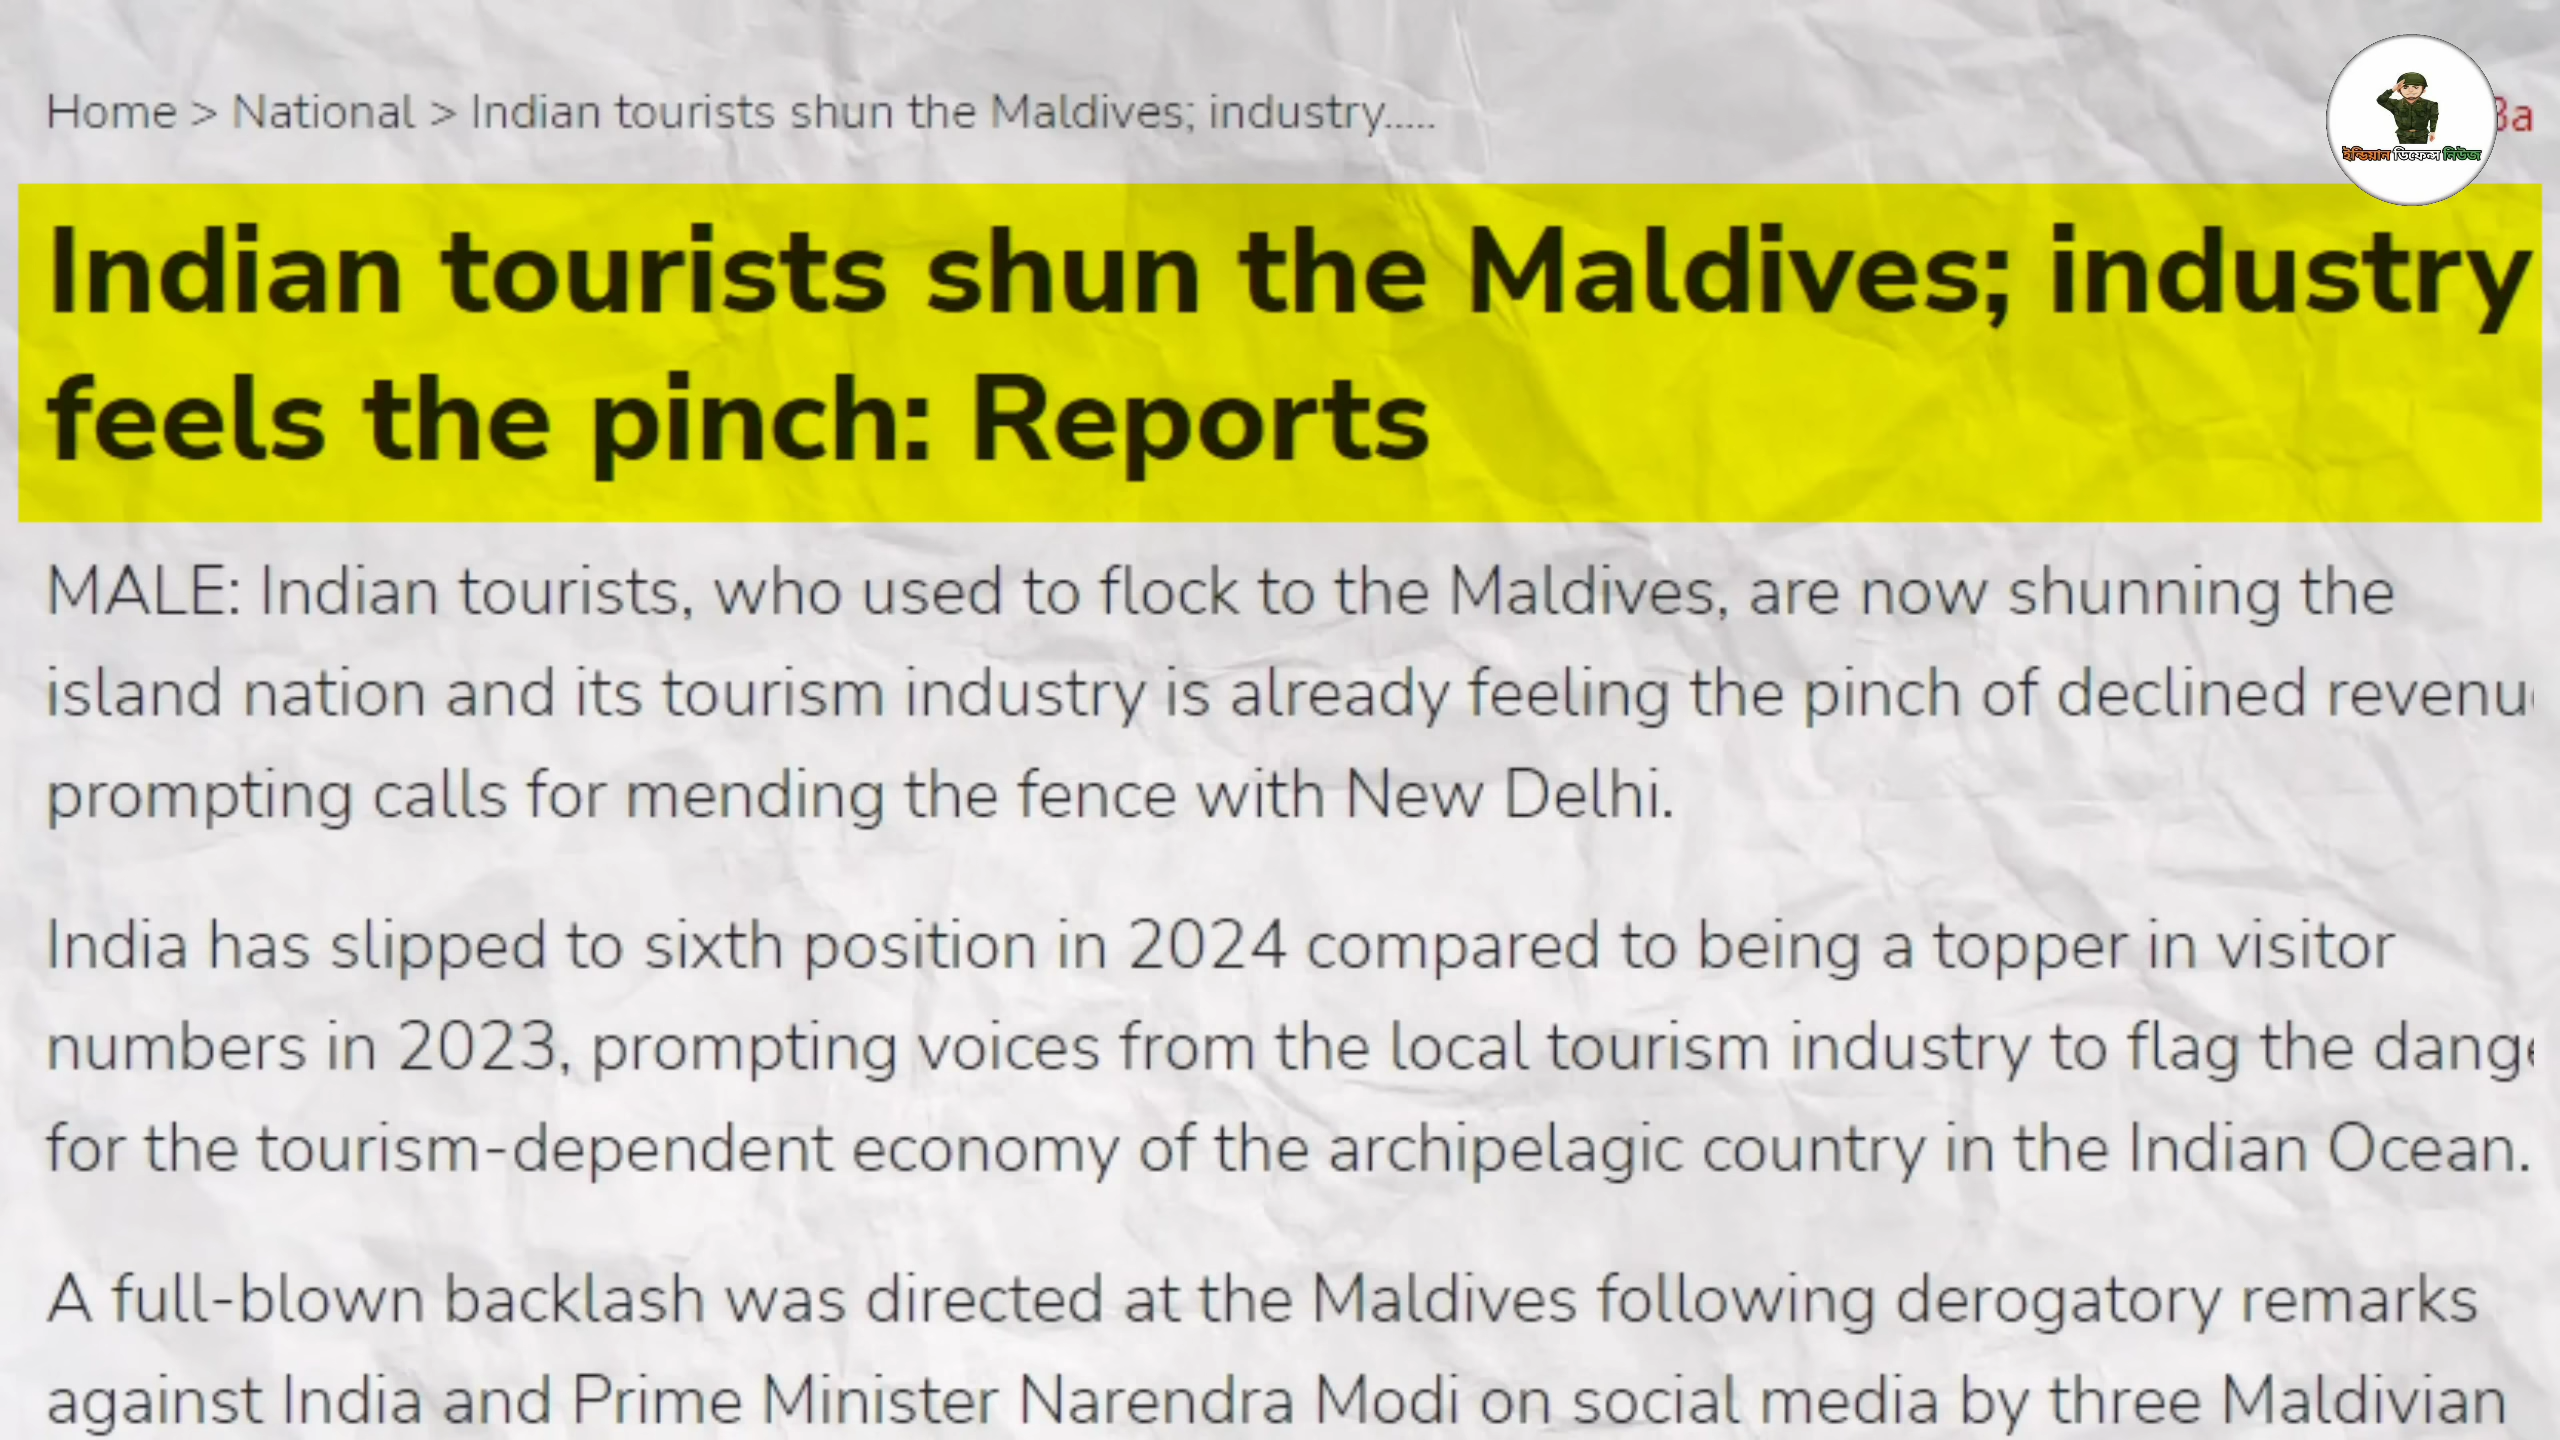 Home > National > Indian tourists shun the Maldives; industry.....
Ba
ইন্ডিয়ান ডিফেন্স নিউজ
Indian tourists shun the Maldives; industry
feels the pinch: Reports
MALE: Indian tourists, who used to flock to the Maldives, are now shunning the
island nation and its tourism industry is already feeling the pinch of declined revenu
prompting calls for mending the fence with New Delhi.
India has slipped to sixth position in 2024 compared to being a topper in visitor
numbers in 2023, prompting voices from the local tourism industry to flag the dange
for the tourism-dependent economy of the archipelagic country in the Indian Ocean.
A full-blown backlash was directed at the Maldives following derogatory remarks
against India and Prime Minister Narendra Modi on social media by three Maldivian